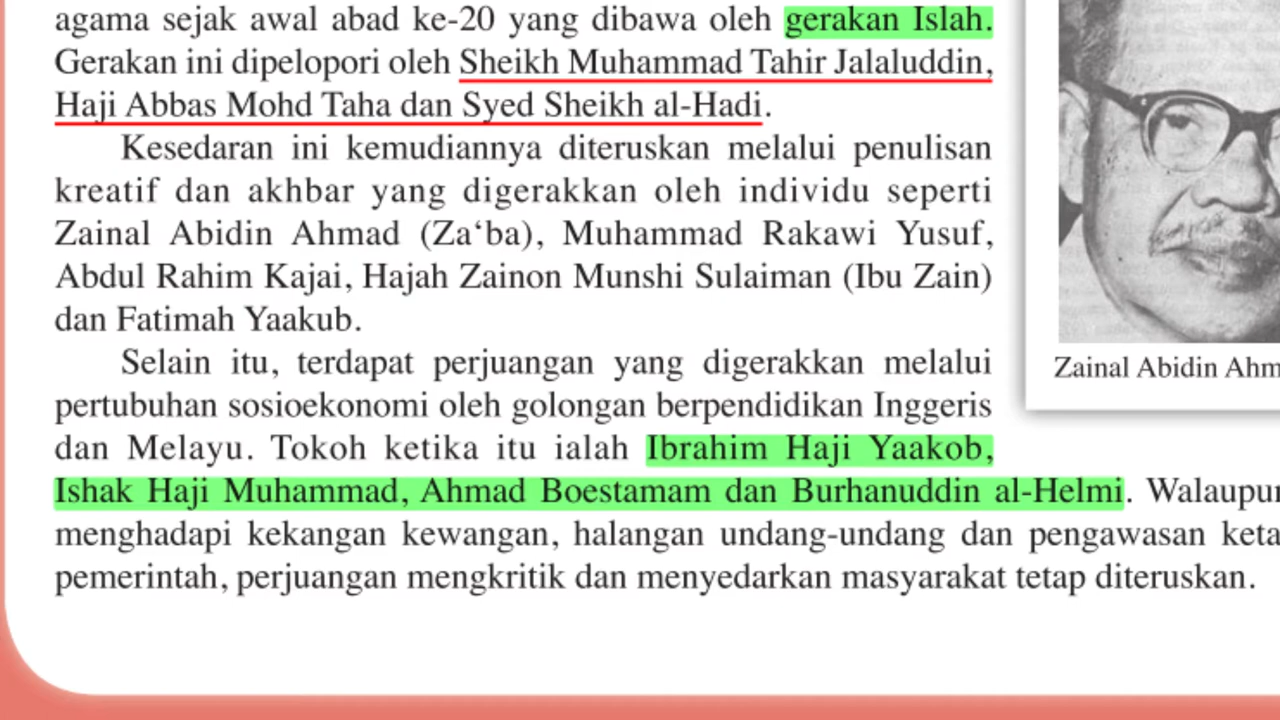 agama sejak awal abad ke-20 yang dibawa oleh gerakan Islah.
Gerakan ini dipelopori oleh Sheikh Muhammad Tahir Jalaluddin,
Haji Abbas Mohd Taha dan Syed Sheikh al-Hadi.
Kesedaran ini kemudiannya diteruskan melalui penulisan
kreatif dan akhbar yang digerakkan oleh individu seperti
Zainal Abidin Ahmad (Za‘ba), Muhammad Rakawi Yusuf,
Abdul Rahim Kajai, Hajah Zainon Munshi Sulaiman (Ibu Zain)
dan Fatimah Yaakub.
Selain itu, terdapat perjuangan yang digerakkan melalui
pertubuhan sosioekonomi oleh golongan berpendidikan Inggeris
dan Melayu. Tokoh ketika itu ialah Ibrahim Haji Yaakob,
Ishak Haji Muhammad, Ahmad Boestamam dan Burhanuddin al-Helmi. Walaupun
menghadapi kekangan kewangan, halangan undang-undang dan pengawasan keta
pemerintah, perjuangan mengkritik dan menyedarkan masyarakat tetap diteruskan.
Zainal Abidin Ahm